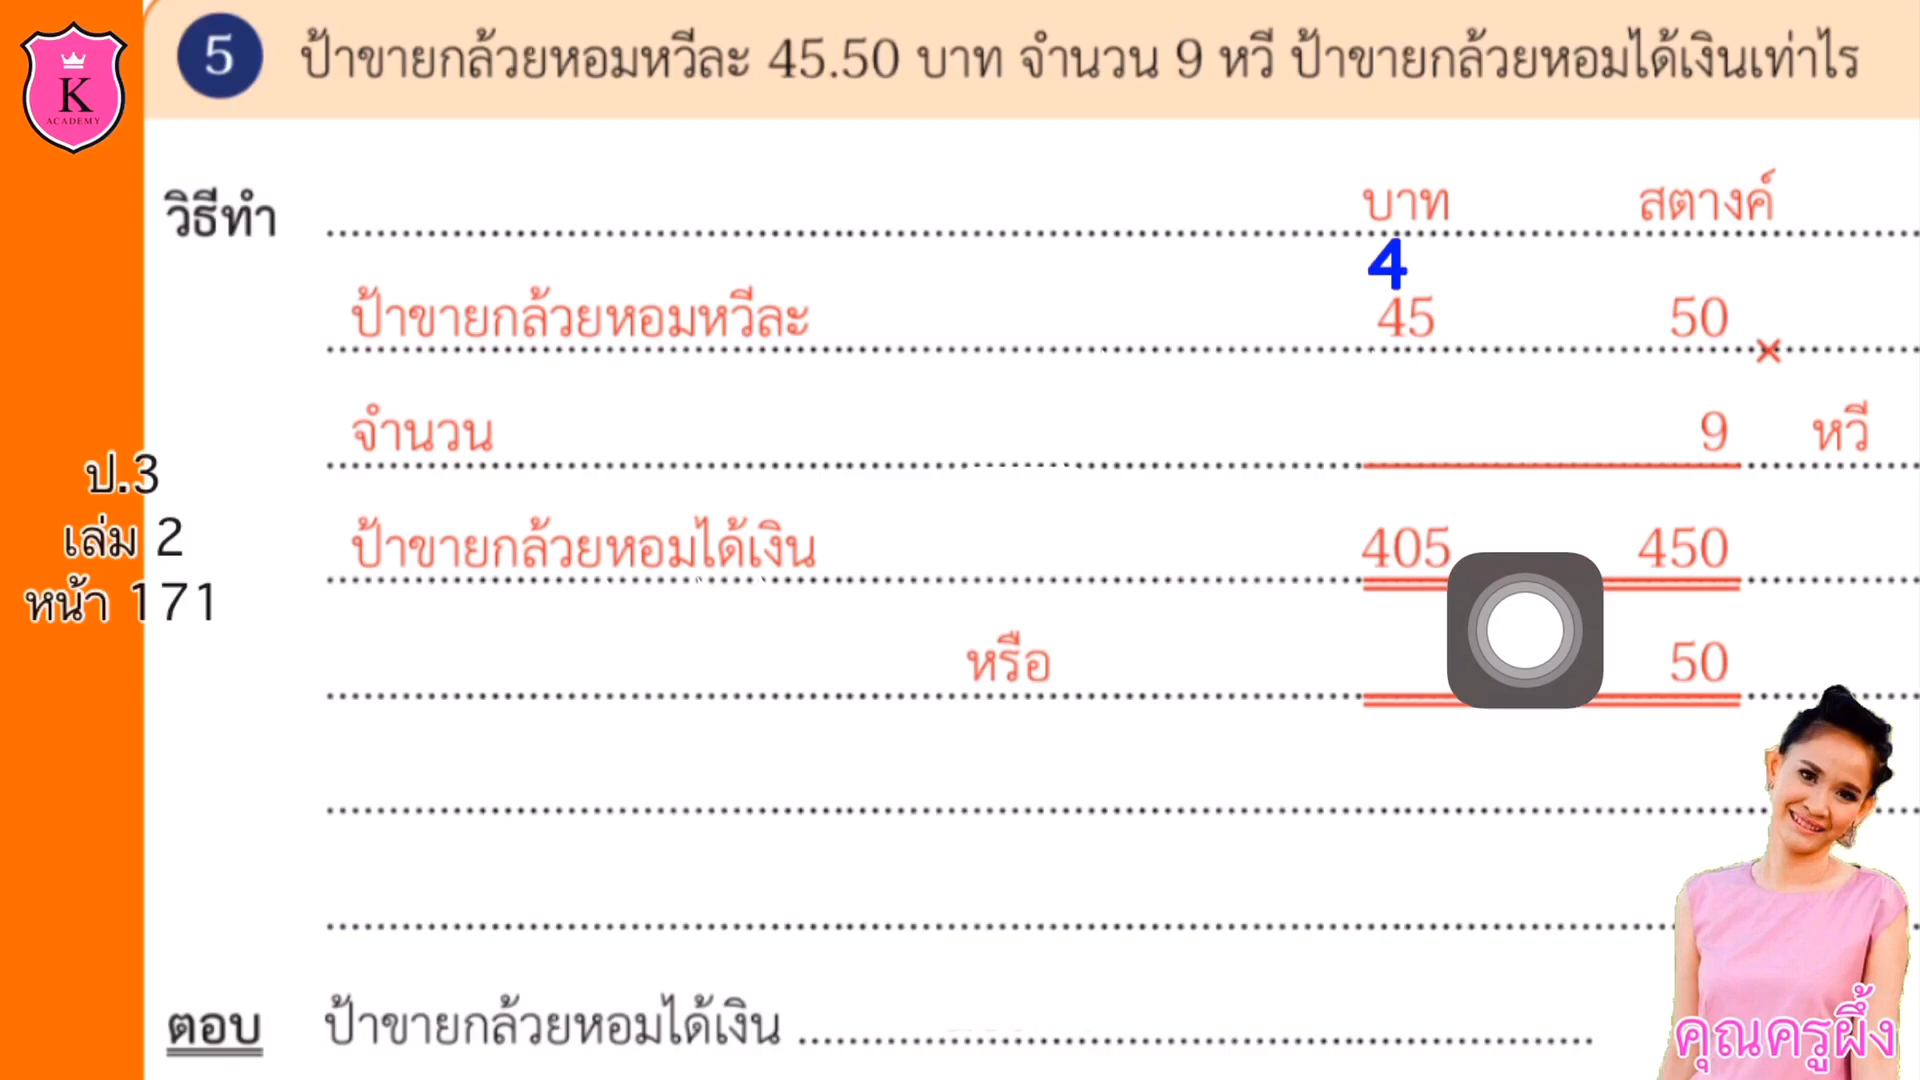 K
ACADEMY
5 ป้าขายกล้วยหอมหวีละ 45.50 บาท จำนวน 9 หวี ป้าขายกล้วยหอมได้เงินเท่าไร
วิธีทำ บาท สตางค์
4
ป้าขายกล้วยหอมหวีละ 45 50 ×
จำนวน 9 หวี
ป้าขายกล้วยหอมได้เงิน 405 450
หรือ 50
ตอบ ป้าขายกล้วยหอมได้เงิน
ป.3
เล่ม 2
หน้า 171
คุณครูผึ้ง